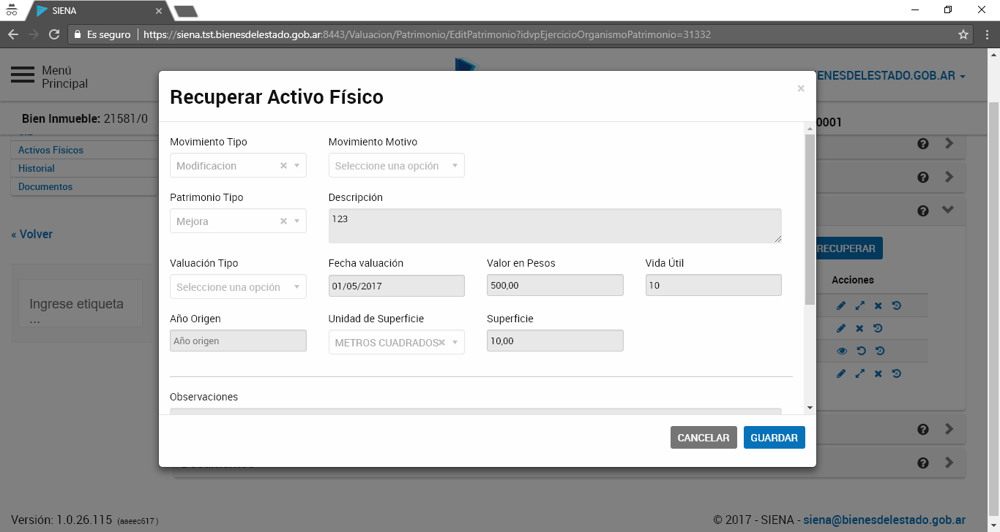 SIENA
Es seguro
https://siena.tst.bienesdelestado.gob.ar:8443/Valuacion/Patrimonio/EditPatrimonio?idvpEjercicioOrganismoPatrimonio=31332
Menú
Principal
ENESDELESTADO.GOB.AR
Bien Inmueble: 21581/0
0001
Activos Físicos
Historial
Documentos
« Volver
Ingrese etiqueta
...
Recuperar Activo Físico
×
Movimiento Tipo
Movimiento Motivo
Modificacion
Seleccione una opción
Patrimonio Tipo
Descripción
Mejora
123
Valuación Tipo
Fecha valuación
Valor en Pesos
Vida Útil
Seleccione una opción
01/05/2017
500,00
10
Año Origen
Unidad de Superficie
Superficie
Año origen
METROS CUADRADOS
10,00
Observaciones
CANCELAR
GUARDAR
RECUPERAR
Acciones
Versión: 1.0.26.115 (aaeec617)
© 2017 - SIENA - siena@bienesdelestado.gob.ar